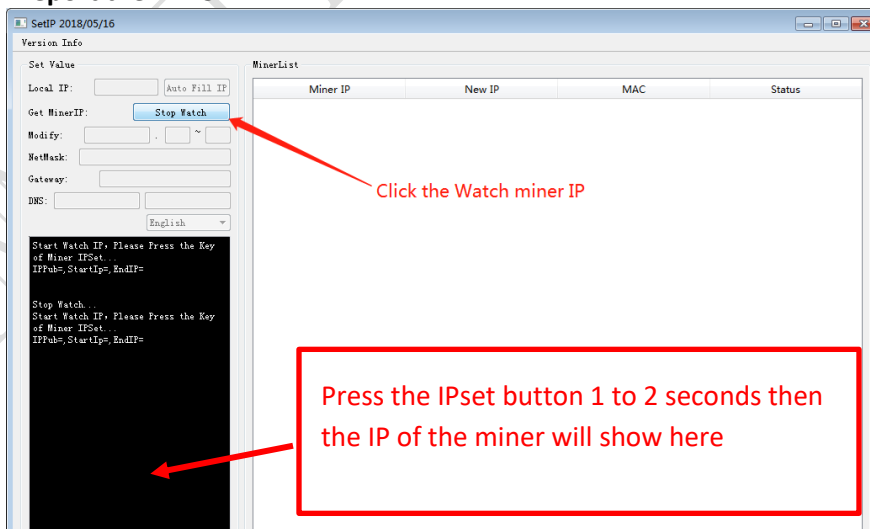 SetIP 2018/05/16
Version Info
Set Value
Local IP:
Auto Fill IP
Get MinerIP:
Stop Watch
Modify:
. ~
NetMask:
Gateway:
DNS:
English
Start Watch IP, Please Press the Key
of Miner IPSet...
IPPub=,StartIp=,EndIP=
Stop Watch...
Start Watch IP, Please Press the Key
of Miner IPSet...
IPPub=,StartIp=,EndIP=
MinerList
Miner IP New IP MAC Status
Click the Watch miner IP
Press the IPset button 1 to 2 seconds then
the IP of the miner will show here